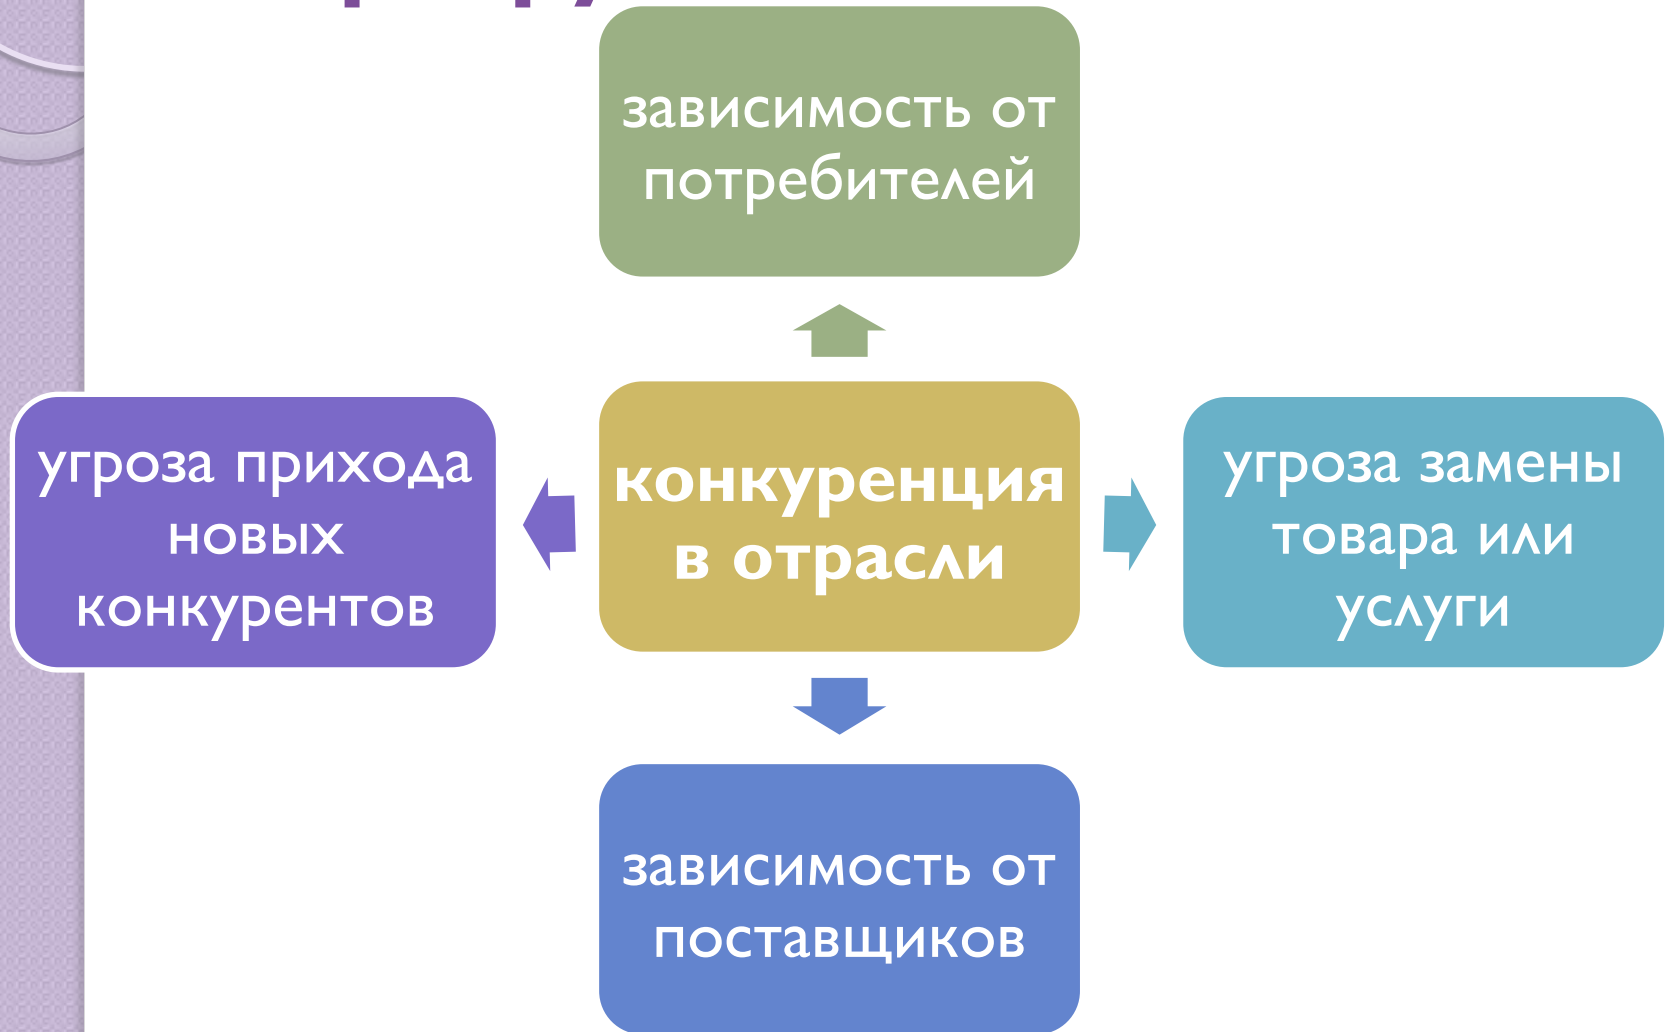 зависимость от
потребителей
угроза прихода
новых
конкурентов
конкуренция
в отрасли
угроза замены
товара или
услуги
зависимость от
поставщиков